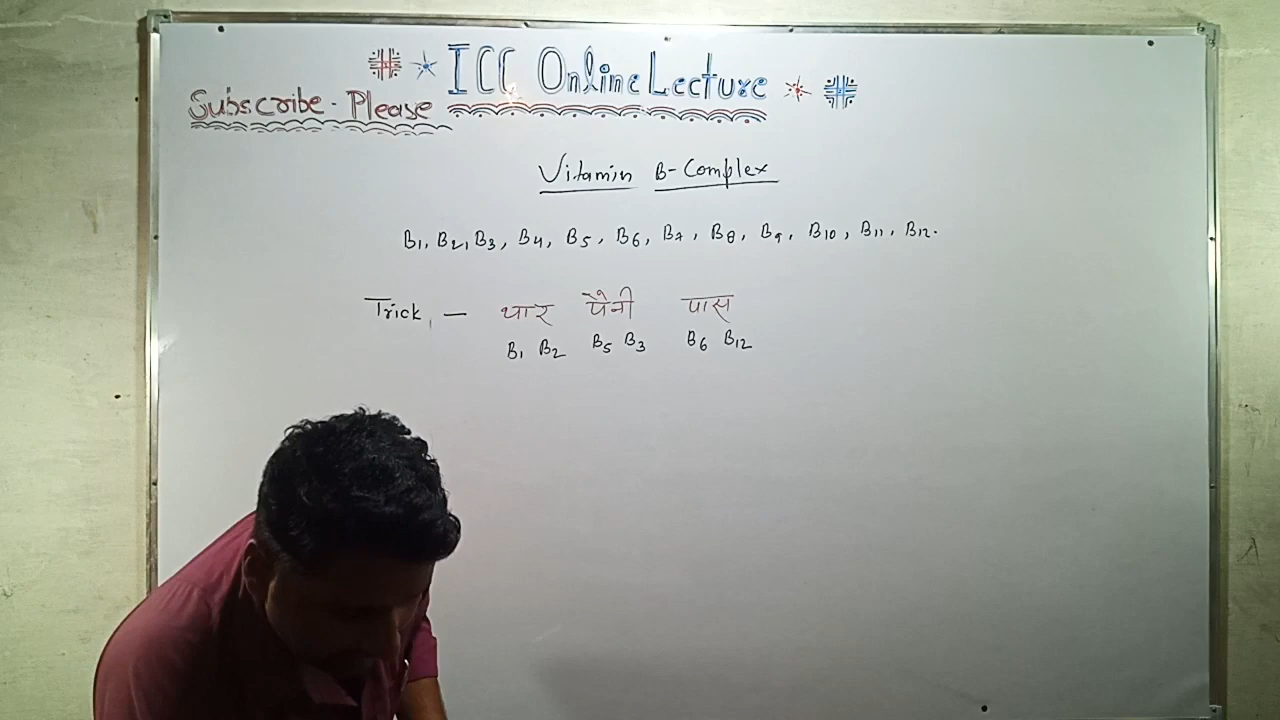 ICC Online Lecture
Subscribe - Please
Vitamin B-Complex
B1, B2, B3, B4, B5, B6, B7, B8, B9, B10, B11, B12.
Trick, — थार पैनी पास
B1 B2 B5 B3 B6 B12